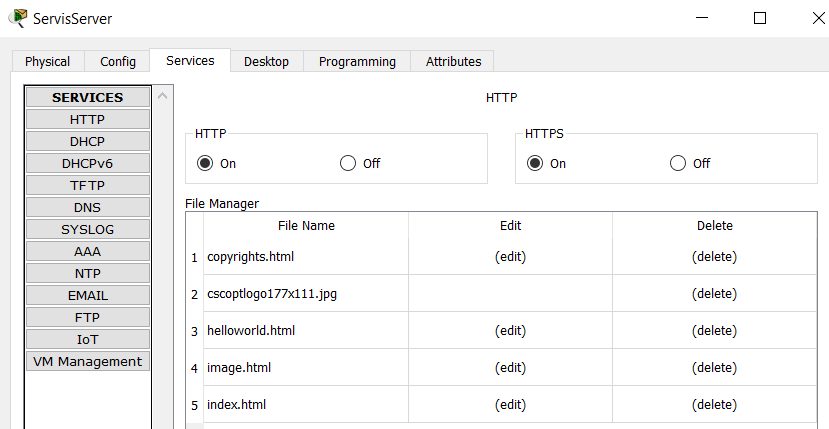 ServisServer
Physical Config Services Desktop Programming Attributes
SERVICES
HTTP
DHCP
DHCPv6
TFTP
DNS
SYSLOG
AAA
NTP
EMAIL
FTP
IoT
VM Management
HTTP
HTTP
On Off
HTTPS
On Off
File Manager
File Name Edit Delete
1 copyrights.html (edit) (delete)
2 cscoptlogo177x111.jpg (delete)
3 helloworld.html (edit) (delete)
4 image.html (edit) (delete)
5 index.html (edit) (delete)